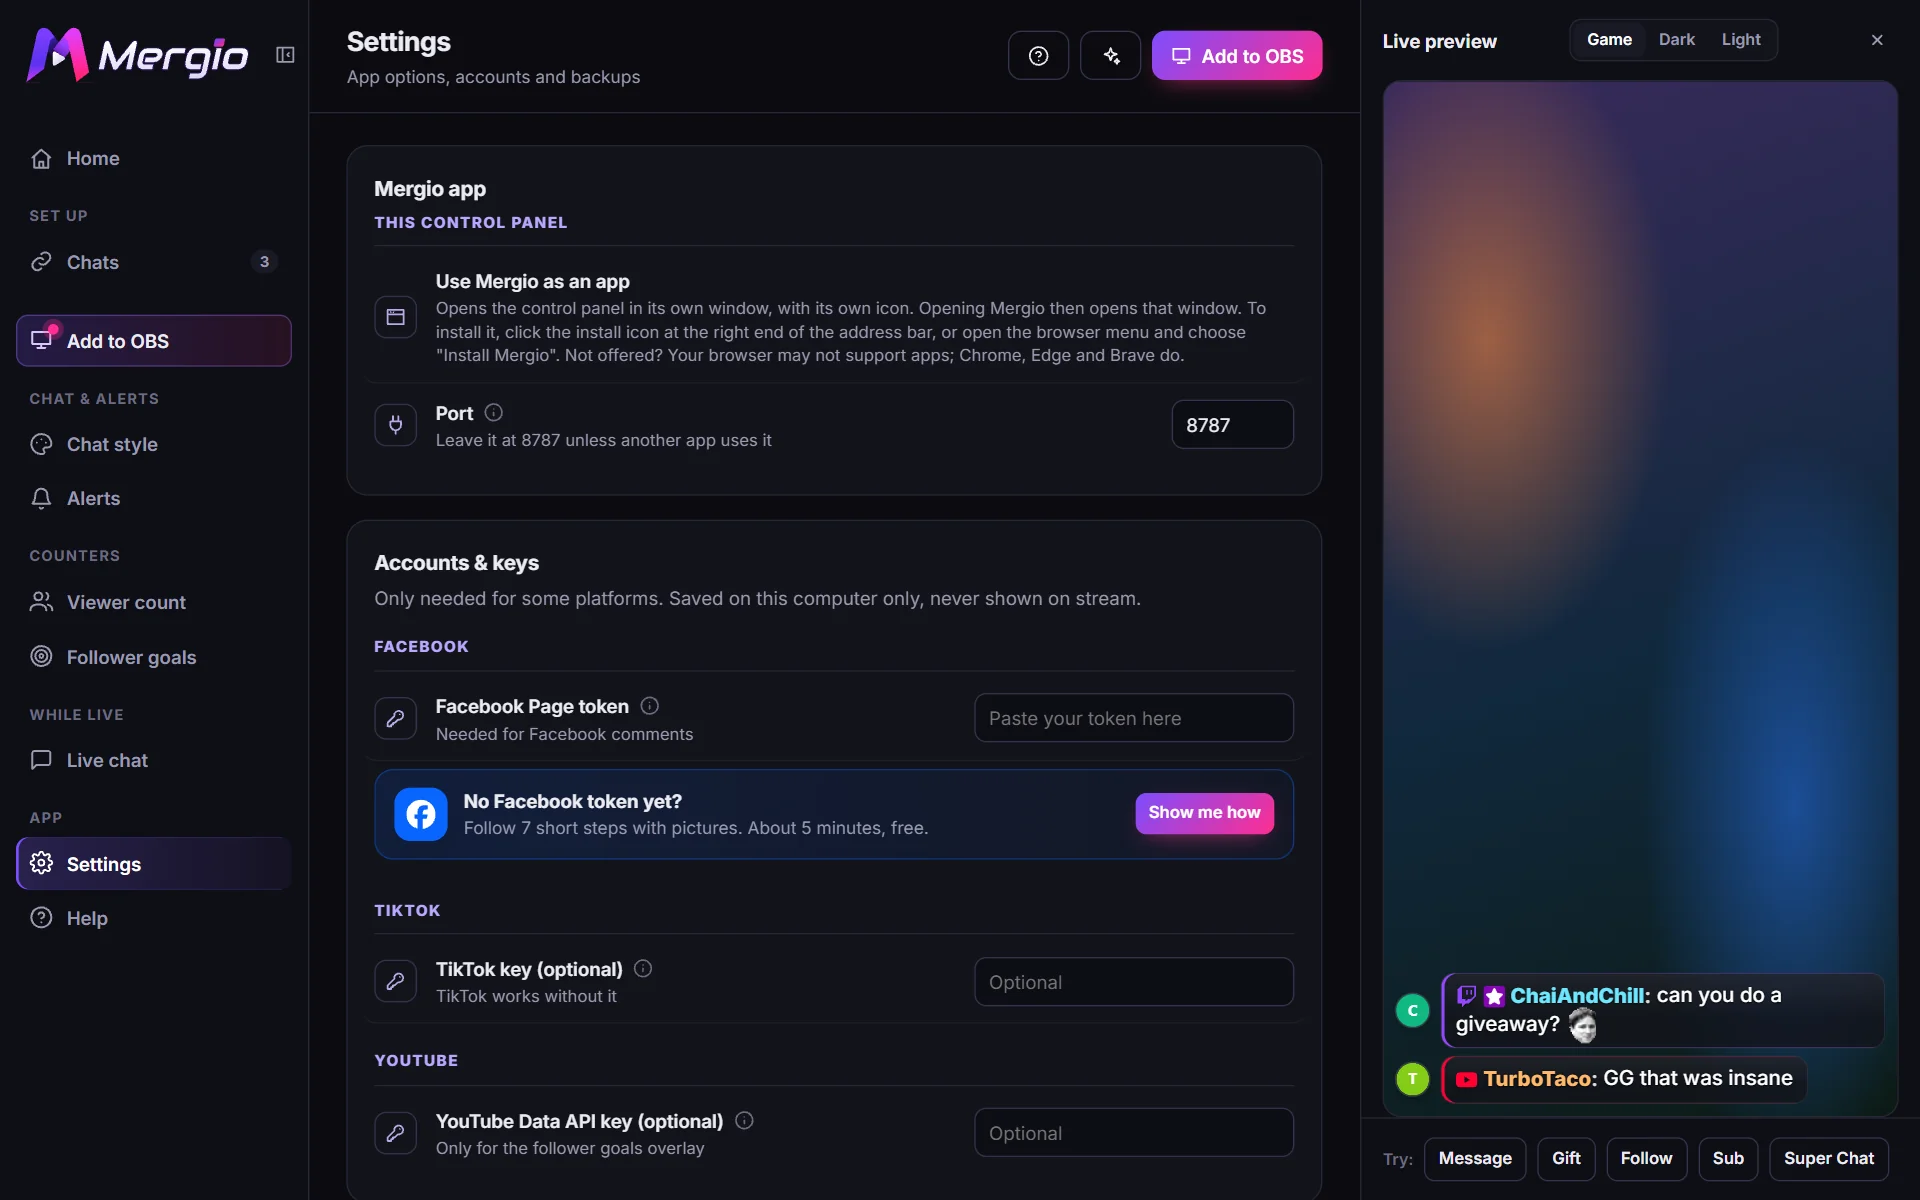 Mergio
Home
SET UP
Chats
3
Add to OBS
CHAT & ALERTS
Chat style
Alerts
COUNTERS
Viewer count
Follower goals
WHILE LIVE
Live chat
APP
Settings
Help
Settings
App options, accounts and backups
Add to OBS
Mergio app
THIS CONTROL PANEL
Use Mergio as an app
Opens the control panel in its own window, with its own icon. Opening Mergio then opens that window. To
install it, click the install icon at the right end of the address bar, or open the browser menu and choose
"Install Mergio". Not offered? Your browser may not support apps; Chrome, Edge and Brave do.
Port
Leave it at 8787 unless another app uses it
8787
Accounts & keys
Only needed for some platforms. Saved on this computer only, never shown on stream.
FACEBOOK
Facebook Page token
Needed for Facebook comments
Paste your token here
No Facebook token yet?
Follow 7 short steps with pictures. About 5 minutes, free.
Show me how
TIKTOK
TikTok key (optional)
TikTok works without it
Optional
YOUTUBE
YouTube Data API key (optional)
Only for the follower goals overlay
Optional
Live preview
Game
Dark
Light
C
ChaiAndChill: can you do a
giveaway?
T
TurboTaco: GG that was insane
Try:
Message
Gift
Follow
Sub
Super Chat